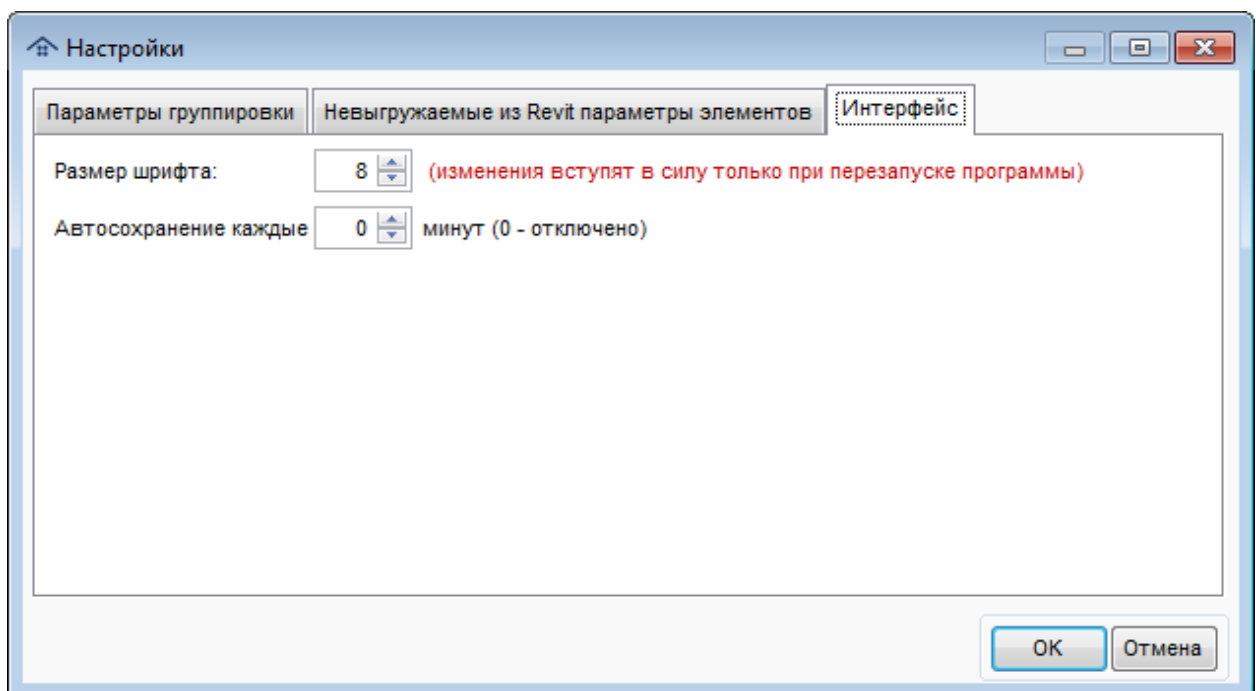 Настройки
Параметры группировки Невыгружаемые из Revit параметры элементов Интерфейс
Размер шрифта: 8 (изменения вступят в силу только при перезапуске программы)
Автосохранение каждые 0 минут (0 - отключено)
OK Отмена